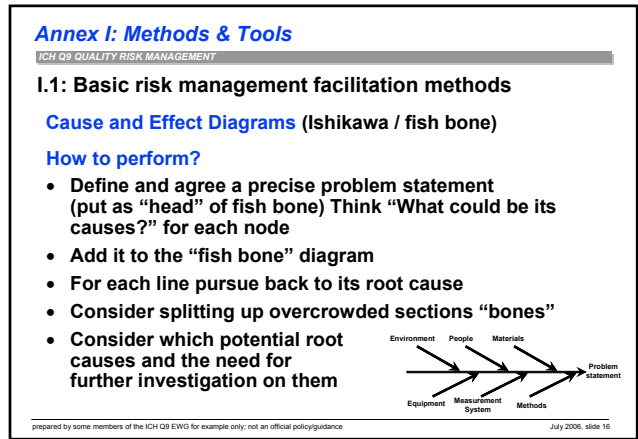 Annex I: Methods & Tools
ICH Q9 QUALITY RISK MANAGEMENT
I.1: Basic risk management facilitation methods
Cause and Effect Diagrams (Ishikawa / fish bone)
How to perform?
• Define and agree a precise problem statement
(put as “head” of fish bone) Think “What could be its
causes?” for each node
• Add it to the “fish bone” diagram
• For each line pursue back to its root cause
• Consider splitting up overcrowded sections “bones”
• Consider which potential root
causes and the need for
further investigation on them
Environment People Materials
Problem
statement
Equipment Measurement
System Methods
prepared by some members of the ICH Q9 EWG for example only; not an official policy/guidance July 2006, slide 16